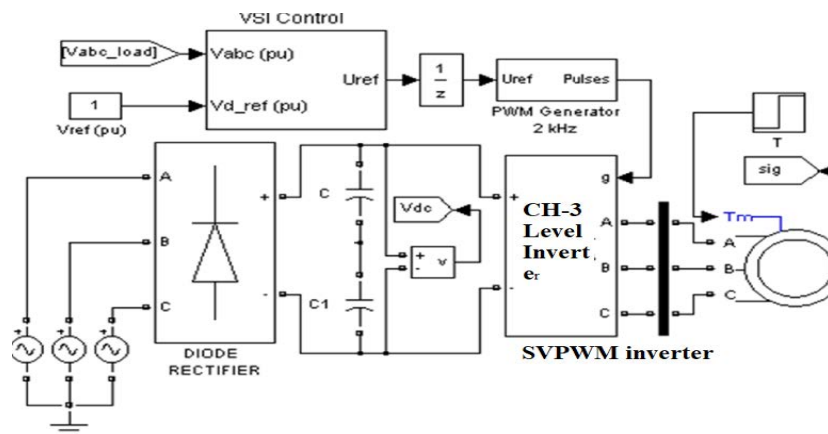 VSI Control
[Vabc_load]
Vabc (pu)
Uref
1
z
Uref Pulses
1
Vd_ref (pu)
Vref (pu)
PWM Generator
2 kHz
T
sig
A
B
C
+
-
DIODE
RECTIFIER
C
C1
Vdc
+
-
v
+
-
CH-3
Level
Invert
er
g
A
B
C
SVPWM inverter
Tm
A
B
C
+
+
+